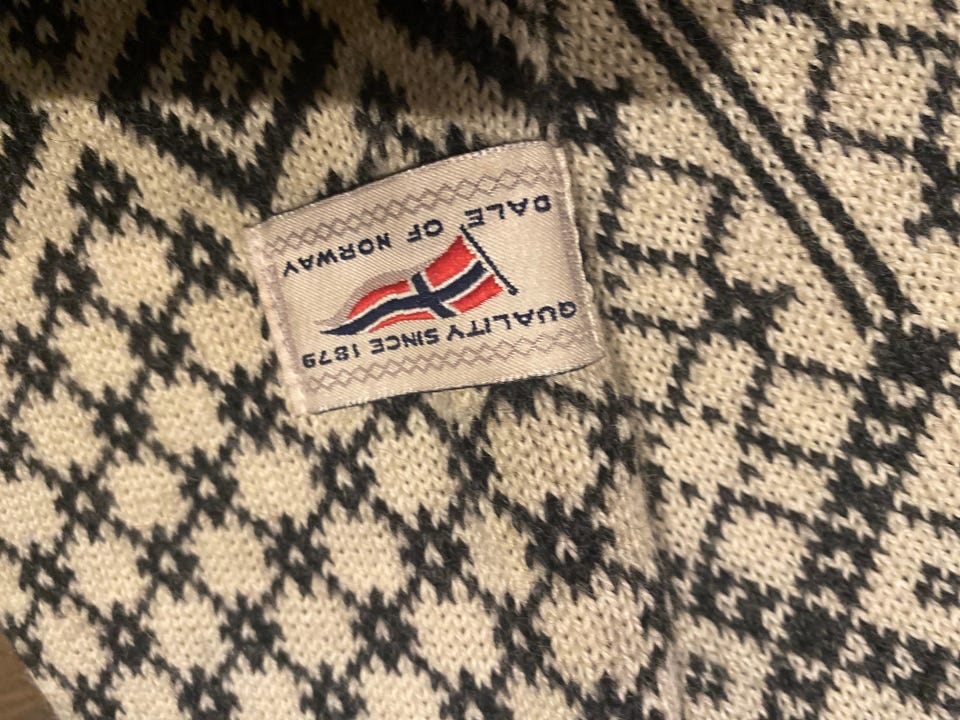 QUALITY SINCE 1879
DALE OF NORWAY